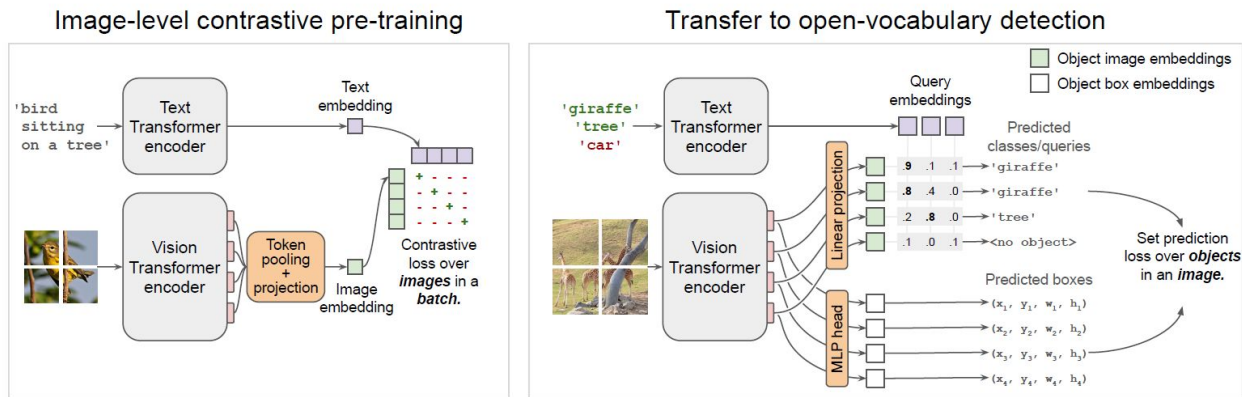 Image-level contrastive pre-training
'bird
sitting
on a tree'
Text
Transformer
encoder
Text
embedding
Vision
Transformer
encoder
Token
pooling
+
projection
Image
embedding
+ - - -
- + - -
- - + -
- - - +
Contrastive
loss over
images in a
batch.
Transfer to open-vocabulary detection
Object image embeddings
Object box embeddings
'giraffe'
'tree'
'car'
Text
Transformer
encoder
Query
embeddings
Vision
Transformer
encoder
Linear projection
MLP head
Predicted
classes/queries
.9 .1 .1 'giraffe'
.8 .4 .0 'giraffe'
.2 .8 .0 'tree'
.1 .0 .1 <no object>
Predicted boxes
(x₁, y₁, w₁, h₁)
(x₂, y₂, w₂, h₂)
(x₃, y₃, w₃, h₃)
(x₄, y₄, w₄, h₄)
Set prediction
loss over objects
in an image.